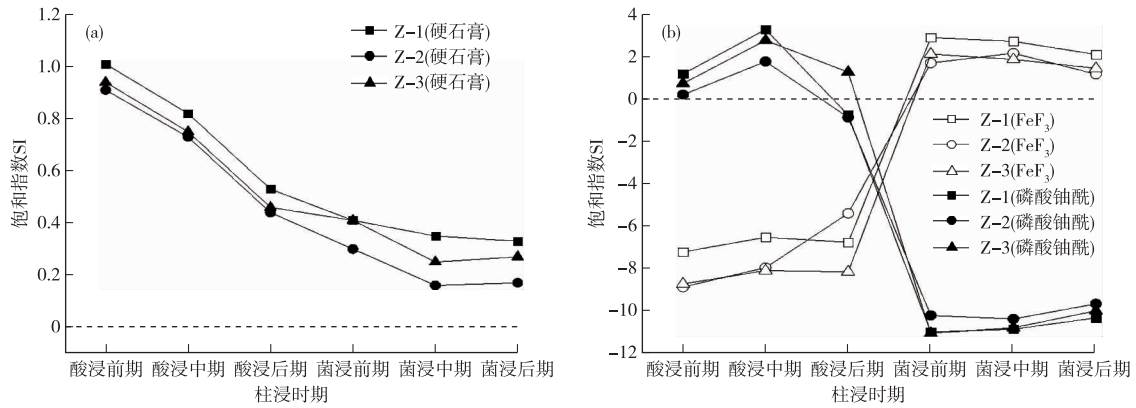 (a)
Z-1(硬石膏)
Z-2(硬石膏)
Z-3(硬石膏)
1.2
1.0
0.8
0.6
0.4
0.2
0
饱和指数SI
酸浸前期 酸浸中期 酸浸后期 菌浸前期 菌浸中期 菌浸后期
柱浸时期
(b)
4
2
0
-2
-4
-6
-8
-10
-12
饱和指数SI
Z-1(FeF₃)
Z-2(FeF₃)
Z-3(FeF₃)
Z-1(磷酸铀酰)
Z-2(磷酸铀酰)
Z-3(磷酸铀酰)
酸浸前期 酸浸中期 酸浸后期 菌浸前期 菌浸中期 菌浸后期
柱浸时期